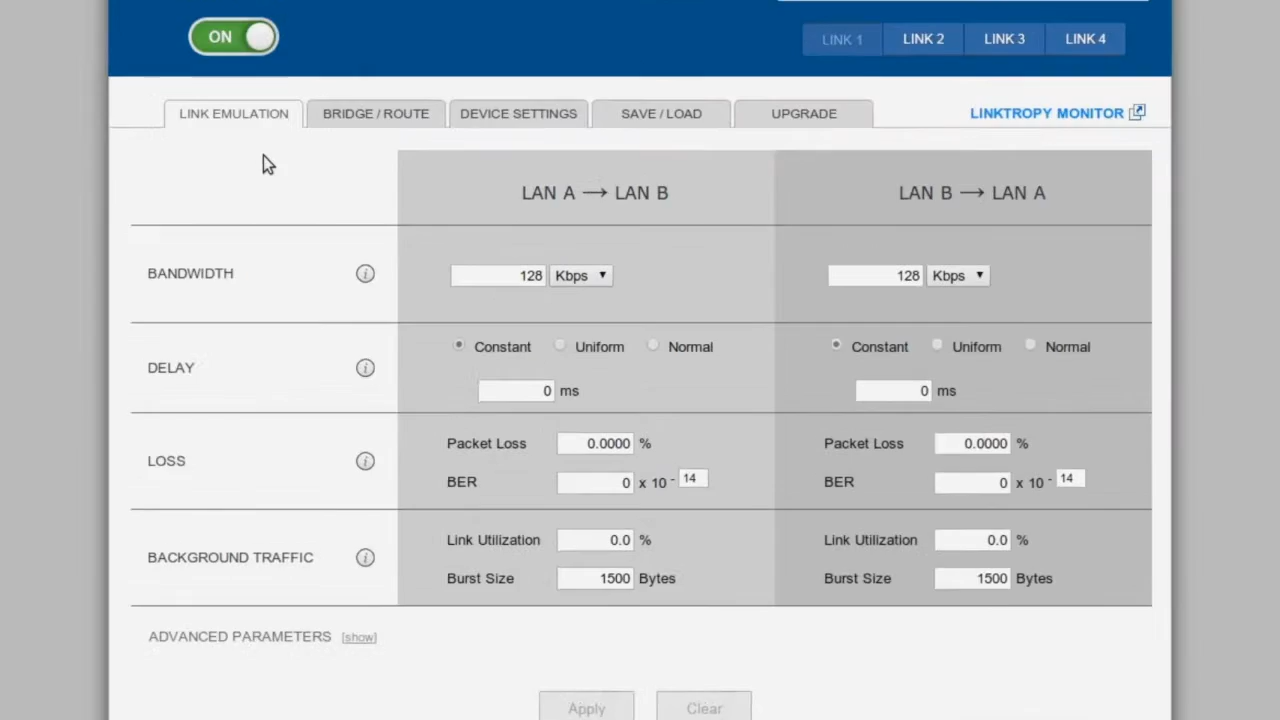 ON
LINK 1 LINK 2 LINK 3 LINK 4
LINK EMULATION BRIDGE / ROUTE DEVICE SETTINGS SAVE / LOAD UPGRADE LINKTROPY MONITOR
LAN A → LAN B LAN B → LAN A
BANDWIDTH i 128 Kbps ▼ 128 Kbps ▼
Constant Uniform Normal Constant Uniform Normal
DELAY i
0 ms 0 ms
Packet Loss 0.0000 % Packet Loss 0.0000 %
LOSS i
BER 0 x 10 - 14 BER 0 x 10 - 14
Link Utilization 0.0 % Link Utilization 0.0 %
BACKGROUND TRAFFIC i
Burst Size 1500 Bytes Burst Size 1500 Bytes
ADVANCED PARAMETERS [show]
Apply Clear